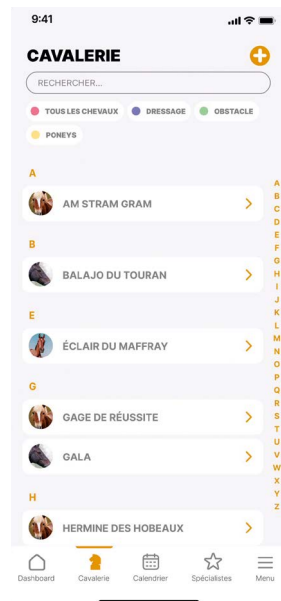 9:41
CAVALERIE
RECHERCHER...
TOUS LES CHEVAUX DRESSAGE OBSTACLE
PONEYS
A
AM STRAM GRAM
B
BALAJO DU TOURAN
E
ÉCLAIR DU MAFFRAY
G
GAGE DE RÉUSSITE
GALA
H
HERMINE DES HOBEAUX
A
B
C
D
E
F
G
H
I
J
K
L
M
N
O
P
Q
R
S
T
U
V
W
X
Y
Z
Dashboard Cavalerie Calendrier Spécialistes Menu